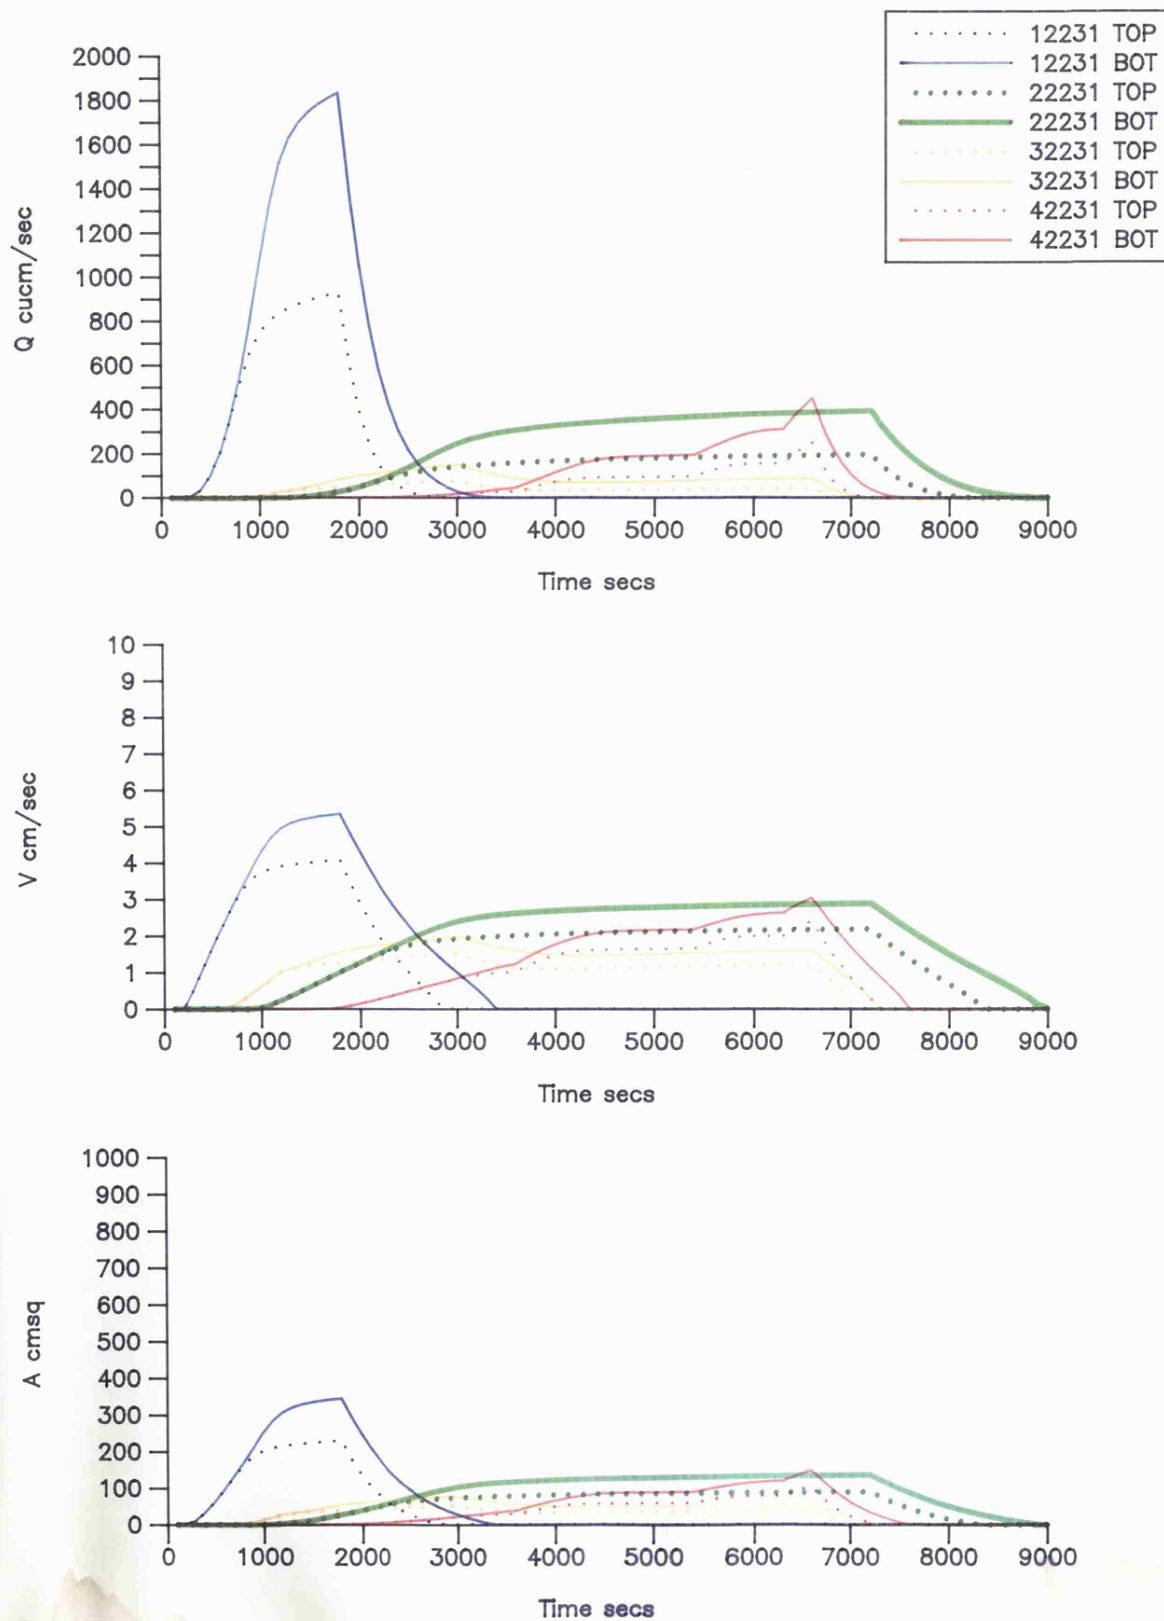 12231 TOP
12231 BOT
22231 TOP
22231 BOT
32231 TOP
32231 BOT
42231 TOP
42231 BOT
2000
1800
1600
1400
1200
1000
800
600
400
200
0
Q cucm/sec
0 1000 2000 3000 4000 5000 6000 7000 8000 9000
Time secs
10
9
8
7
6
5
4
3
2
1
0
V cm/sec
0 1000 2000 3000 4000 5000 6000 7000 8000 9000
Time secs
1000
900
800
700
600
500
400
300
200
100
0
A cmsq
0 1000 2000 3000 4000 5000 6000 7000 8000 9000
Time secs